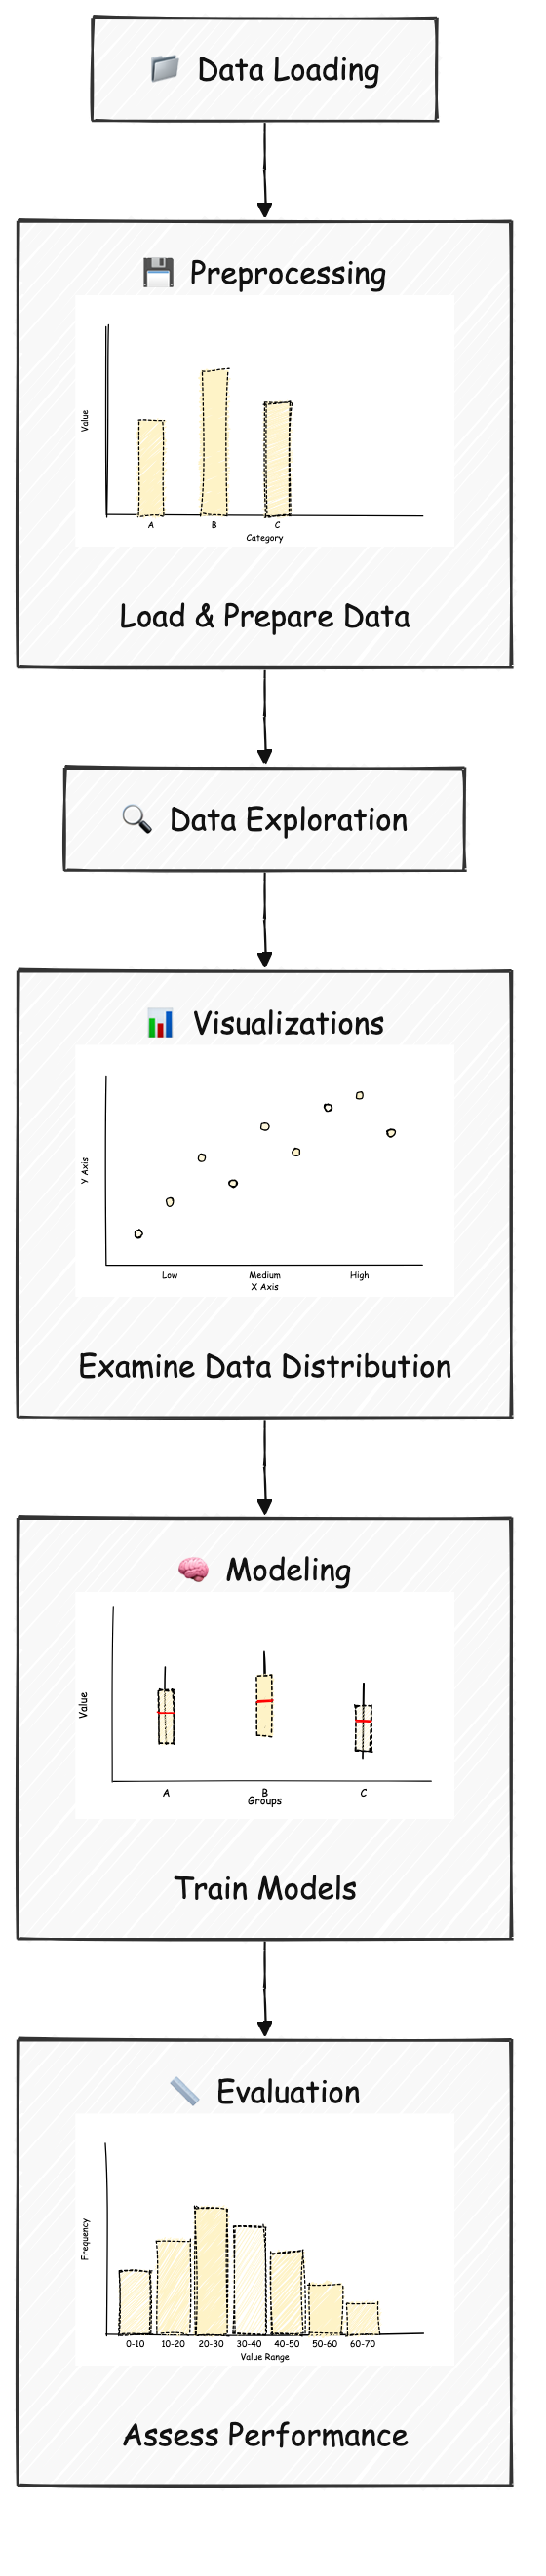 Data Loading
Preprocessing
Value
A B C
Category
Load & Prepare Data
Data Exploration
Visualizations
Y Axis
Low Medium High
X Axis
Examine Data Distribution
Modeling
Value
A B C
Groups
Train Models
Evaluation
Frequency
0-10 10-20 20-30 30-40 40-50 50-60 60-70
Value Range
Assess Performance